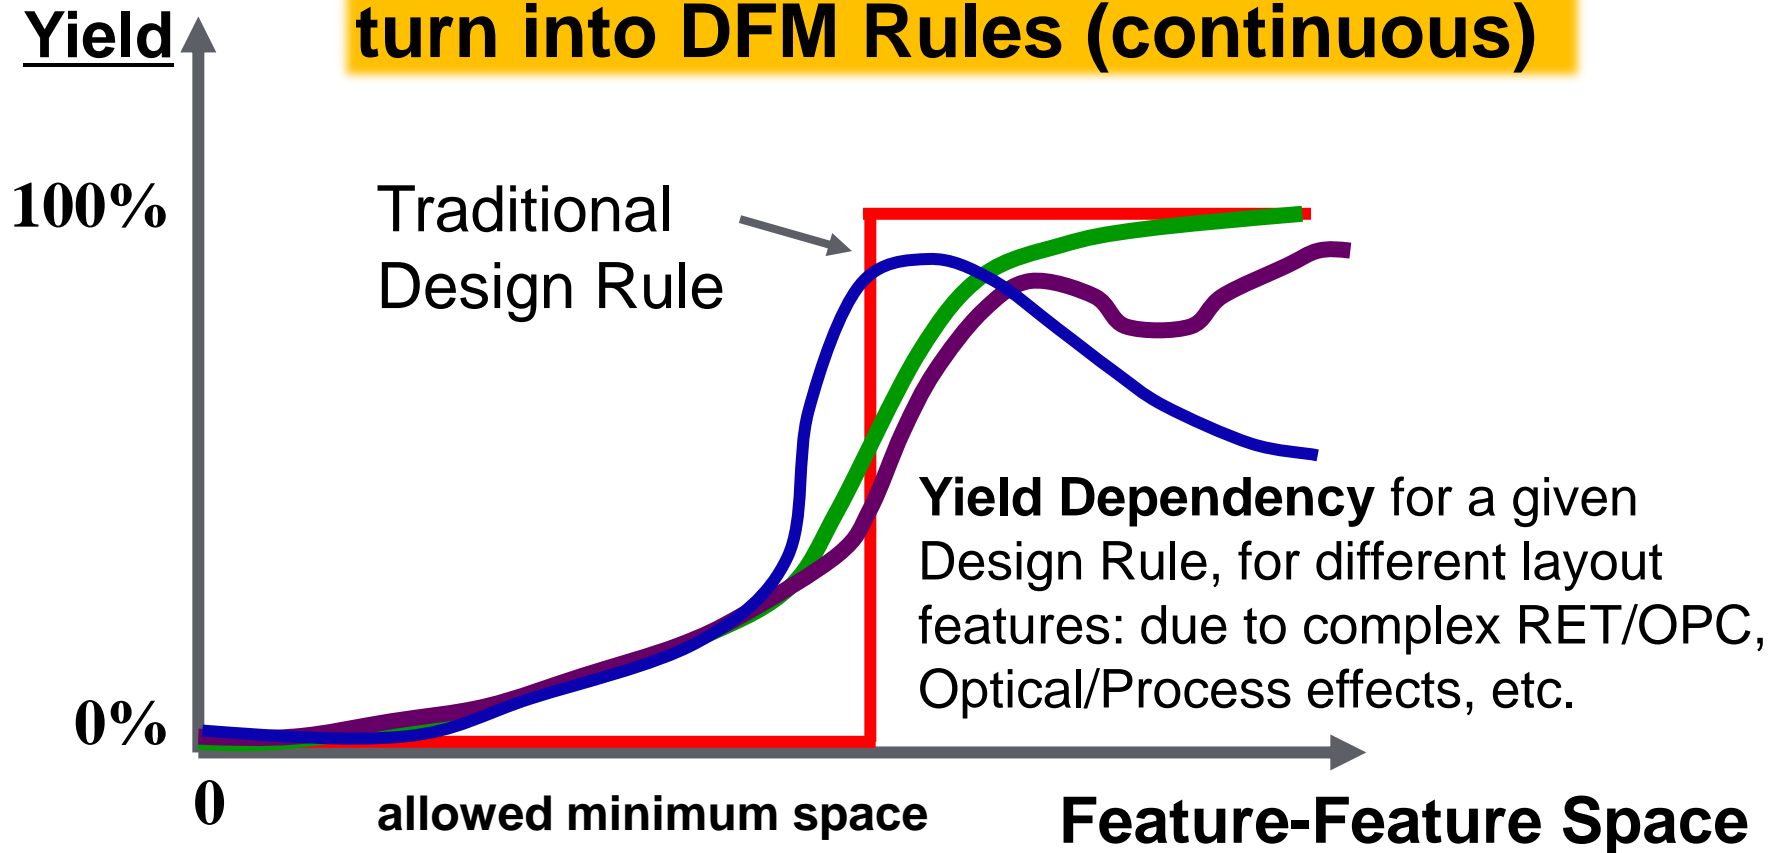 Yield
turn into DFM Rules (continuous)
100%
Traditional
Design Rule
Yield Dependency for a given
Design Rule, for different layout
features: due to complex RET/OPC,
Optical/Process effects, etc.
0%
0
allowed minimum space
Feature-Feature Space